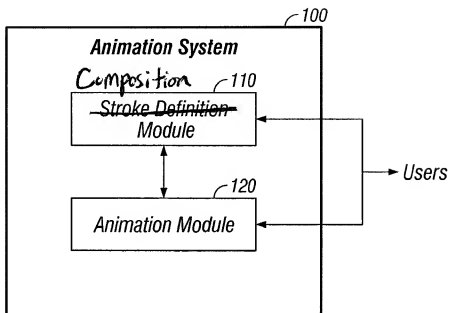 100
Animation System
Composition
110
Stroke Definition
Module
Users
120
Animation Module